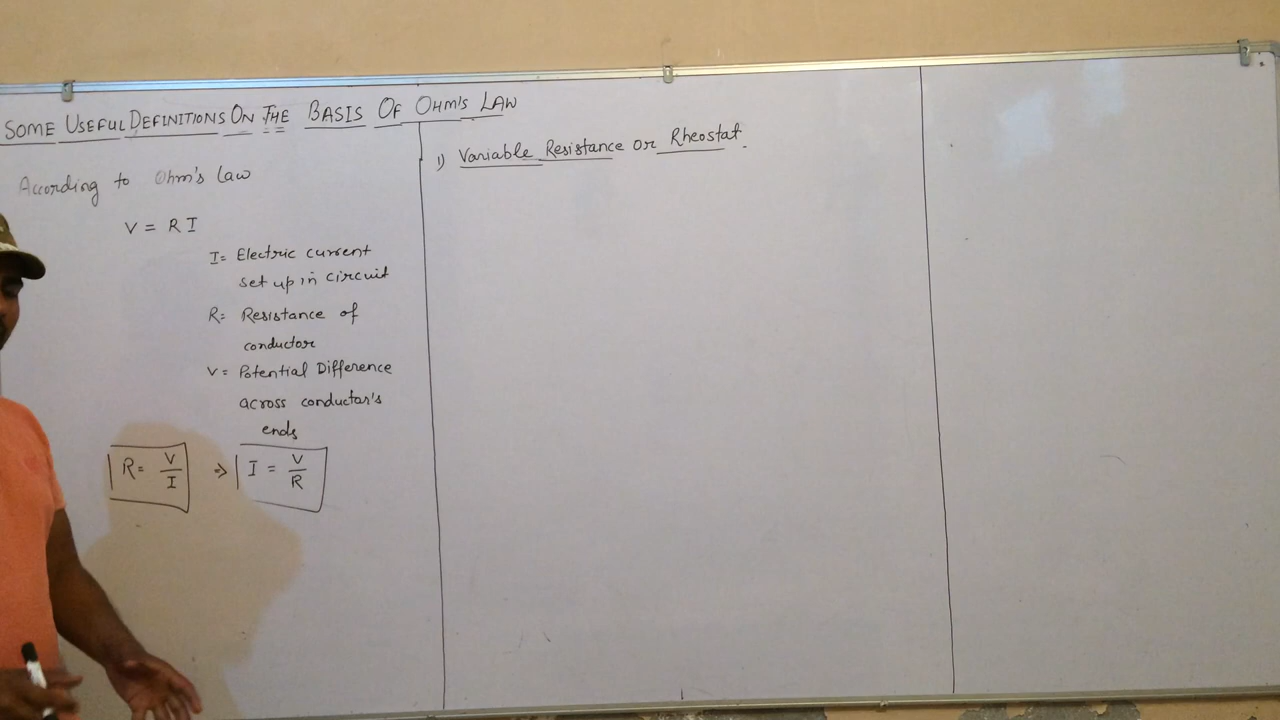 SOME USEFUL DEFINITIONS ON THE BASIS OF OHM'S LAW
According to Ohm's Law
V = R I
I = Electric current
set up in circuit
R = Resistance of
conductor
V = Potential Difference
across conductor's
ends
R = V/I ⇒ I = V/R
1) Variable Resistance or Rheostat.